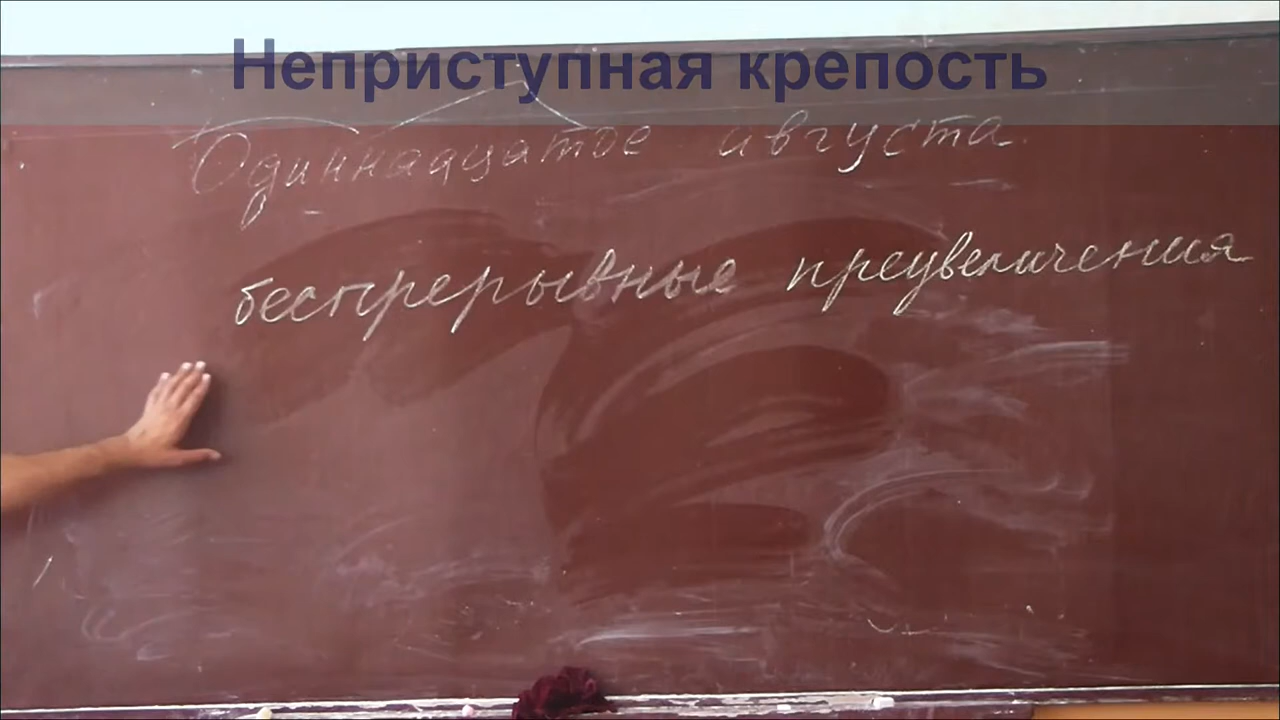 Неприступная крепость
Одиннадцатое августа.
беспрерывные преувеличения